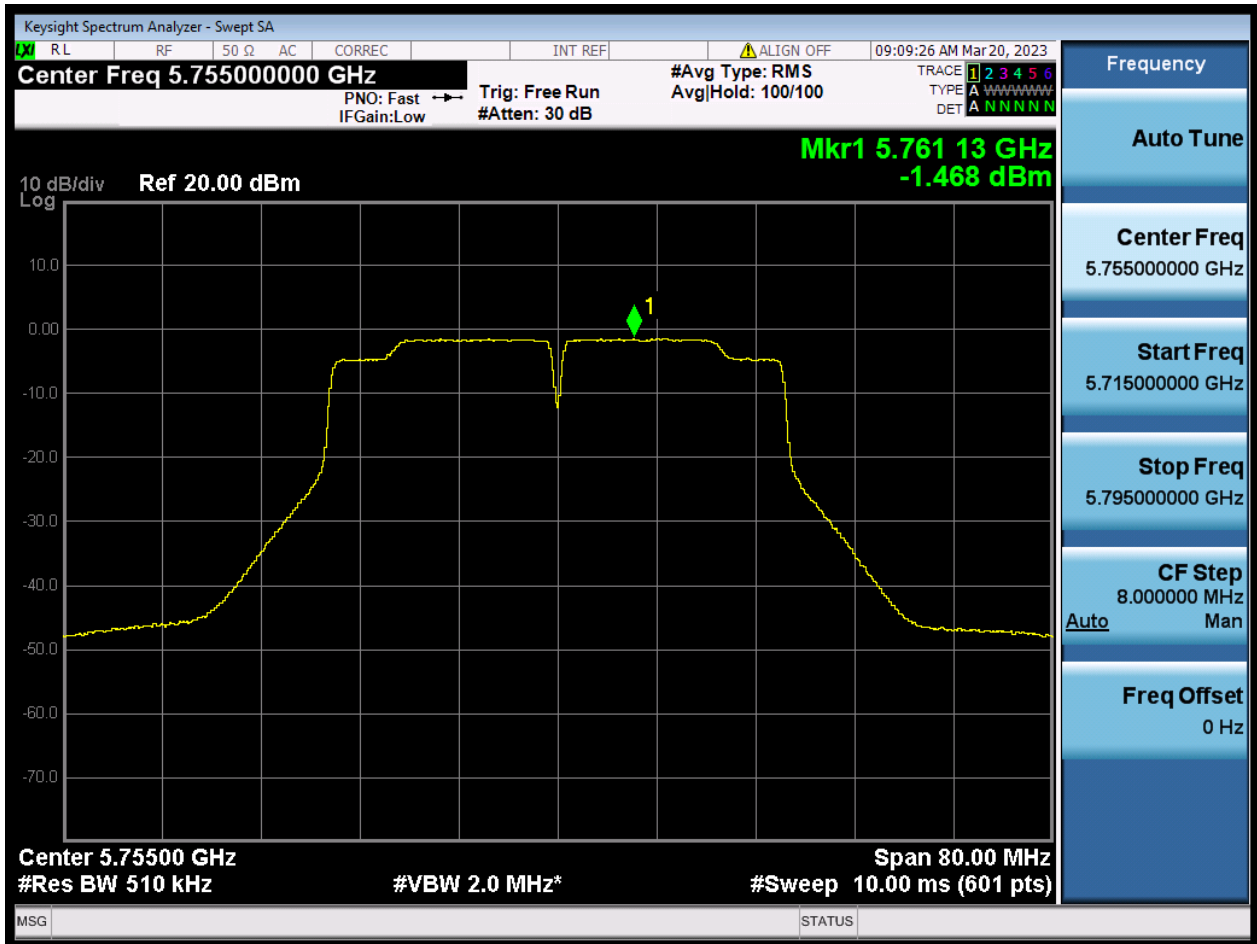 Keysight Spectrum Analyzer - Swept SA
LXI RL RF 50 Ω AC CORREC INT REF ALIGN OFF 09:09:26 AM Mar 20, 2023
Center Freq 5.755000000 GHz
PNO: Fast
IFGain:Low
Trig: Free Run
#Atten: 30 dB
#Avg Type: RMS
Avg|Hold: 100/100
TRACE 1 2 3 4 5 6
TYPE A WWWWW
DET A N N N N N
Mkr1 5.761 13 GHz
-1.468 dBm
10 dB/div Ref 20.00 dBm
Log
10.0
0.00
-10.0
-20.0
-30.0
-40.0
-50.0
-60.0
-70.0
1
Center 5.75500 GHz Span 80.00 MHz
#Res BW 510 kHz #VBW 2.0 MHz* #Sweep 10.00 ms (601 pts)
MSG STATUS
Frequency
Auto Tune
Center Freq
5.755000000 GHz
Start Freq
5.715000000 GHz
Stop Freq
5.795000000 GHz
CF Step
8.000000 MHz
Auto Man
Freq Offset
0 Hz